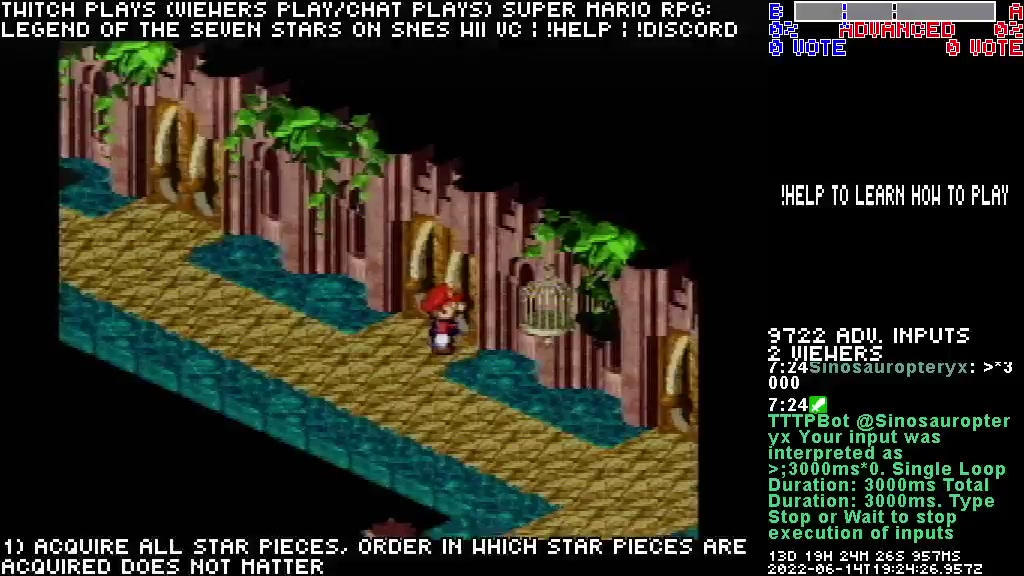 TWITCH PLAYS (VIEWERS PLAY/CHAT PLAYS) SUPER MARIO RPG:
LEGEND OF THE SEVEN STARS ON SNES WII VC ¦ !HELP ¦ !DISCORD
B A
0% ADVANCED 0%
0 VOTE 0 VOTE
!HELP TO LEARN HOW TO PLAY
9722 ADV. INPUTS
2 VIEWERS
7:24 Sinosauropteryx: >*3
000
7:24
TTTPBot @Sinosauropter
yx Your input was
interpreted as
>;3000ms*0. Single Loop
Duration: 3000ms Total
Duration: 3000ms. Type
Stop or Wait to stop
execution of inputs
13D 19H 24M 26S 957MS
2022-06-14T19:24:26.957Z
1) ACQUIRE ALL STAR PIECES, ORDER IN WHICH STAR PIECES ARE
ACQUIRED DOES NOT MATTER